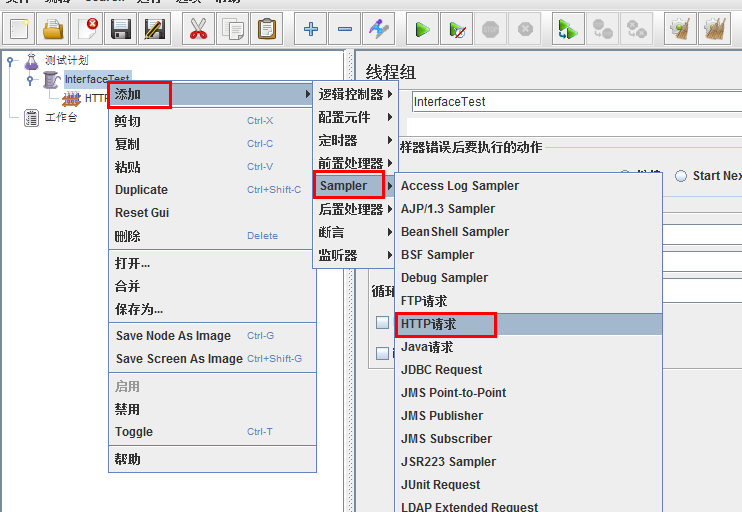 测试计划
InterfaceTest
HTTP
工作台
添加
剪切 Ctrl-X
复制 Ctrl-C
粘贴 Ctrl-V
Duplicate Ctrl+Shift-C
Reset Gui
删除 Delete
打开...
合并
保存为...
Save Node As Image Ctrl-G
Save Screen As Image Ctrl+Shift-G
启用
禁用
Toggle Ctrl-T
帮助
逻辑控制器
配置元件
定时器
前置处理器
Sampler
后置处理器
断言
监听器
Access Log Sampler
AJP/1.3 Sampler
BeanShell Sampler
BSF Sampler
Debug Sampler
FTP请求
HTTP请求
Java请求
JDBC Request
JMS Point-to-Point
JMS Publisher
JMS Subscriber
JSR223 Sampler
JUnit Request
LDAP Extended Request
线程组
InterfaceTest
样器错误后要执行的动作
Start Nex
循环